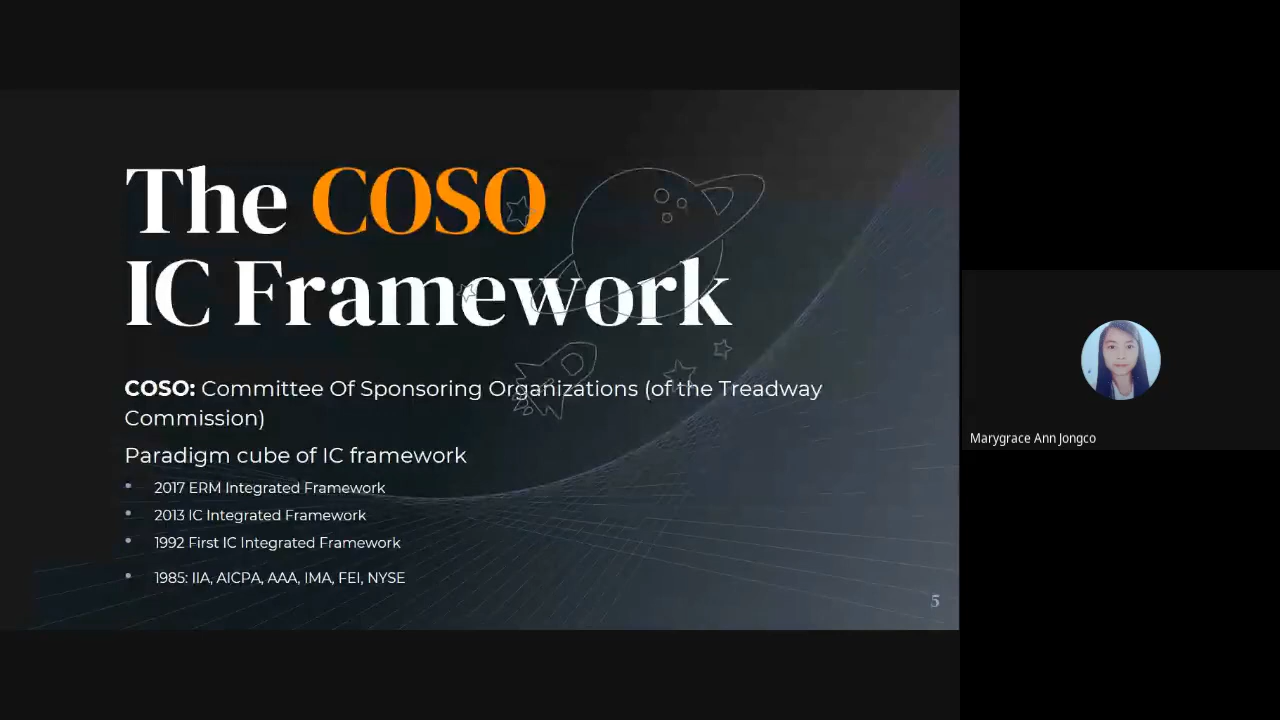 The COSO
IC Framework
COSO: Committee Of Sponsoring Organizations (of the Treadway
Commission)
Paradigm cube of IC framework
• 2017 ERM Integrated Framework
• 2013 IC Integrated Framework
• 1992 First IC Integrated Framework
• 1985: IIA, AICPA, AAA, IMA, FEI, NYSE
5
Marygrace Ann Jongco